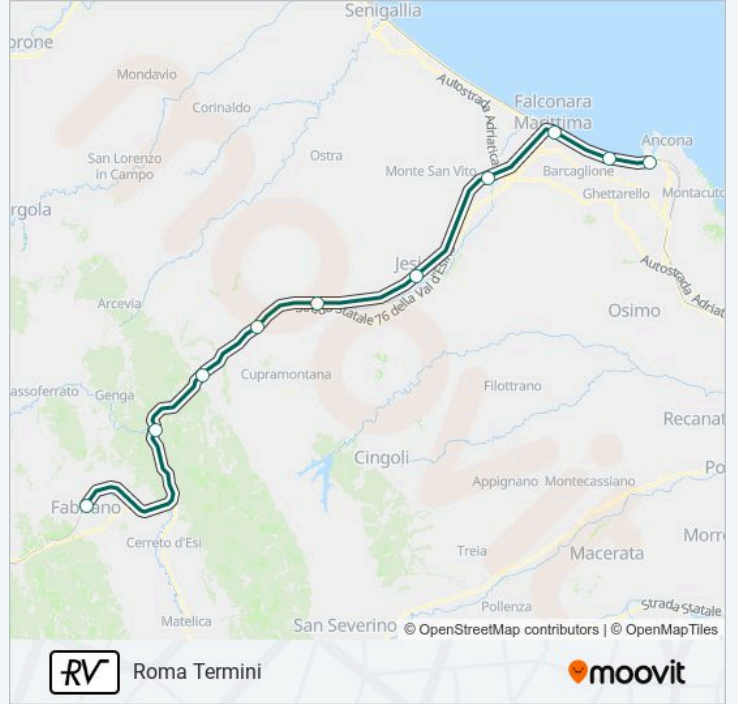 Senigallia
orone
Mondavio
Corinaldo
Autostrada Adriatica
Falconara
Marittima
Ancona
Ostra
San Lorenzo
in Campo
Monte San Vito
Barcaglione
Ghettarello
Montacuto
rgola
Jesi
Autostrada Adriat
Arcevia
Statale 76 della Val d'Esino
Osimo
assoferrato
Genga
Cupramontana
Filottrano
Recanat
Cingoli
Po
Appignano
Montecassiano
Fabriano
Cerreto d'Esi
Treia
Macerata
Morr
Pollenza
Strada Statale
Matelica
San Severino
© OpenStreetMap contributors | © OpenMapTiles
RV
Roma Termini
moovit
moovit